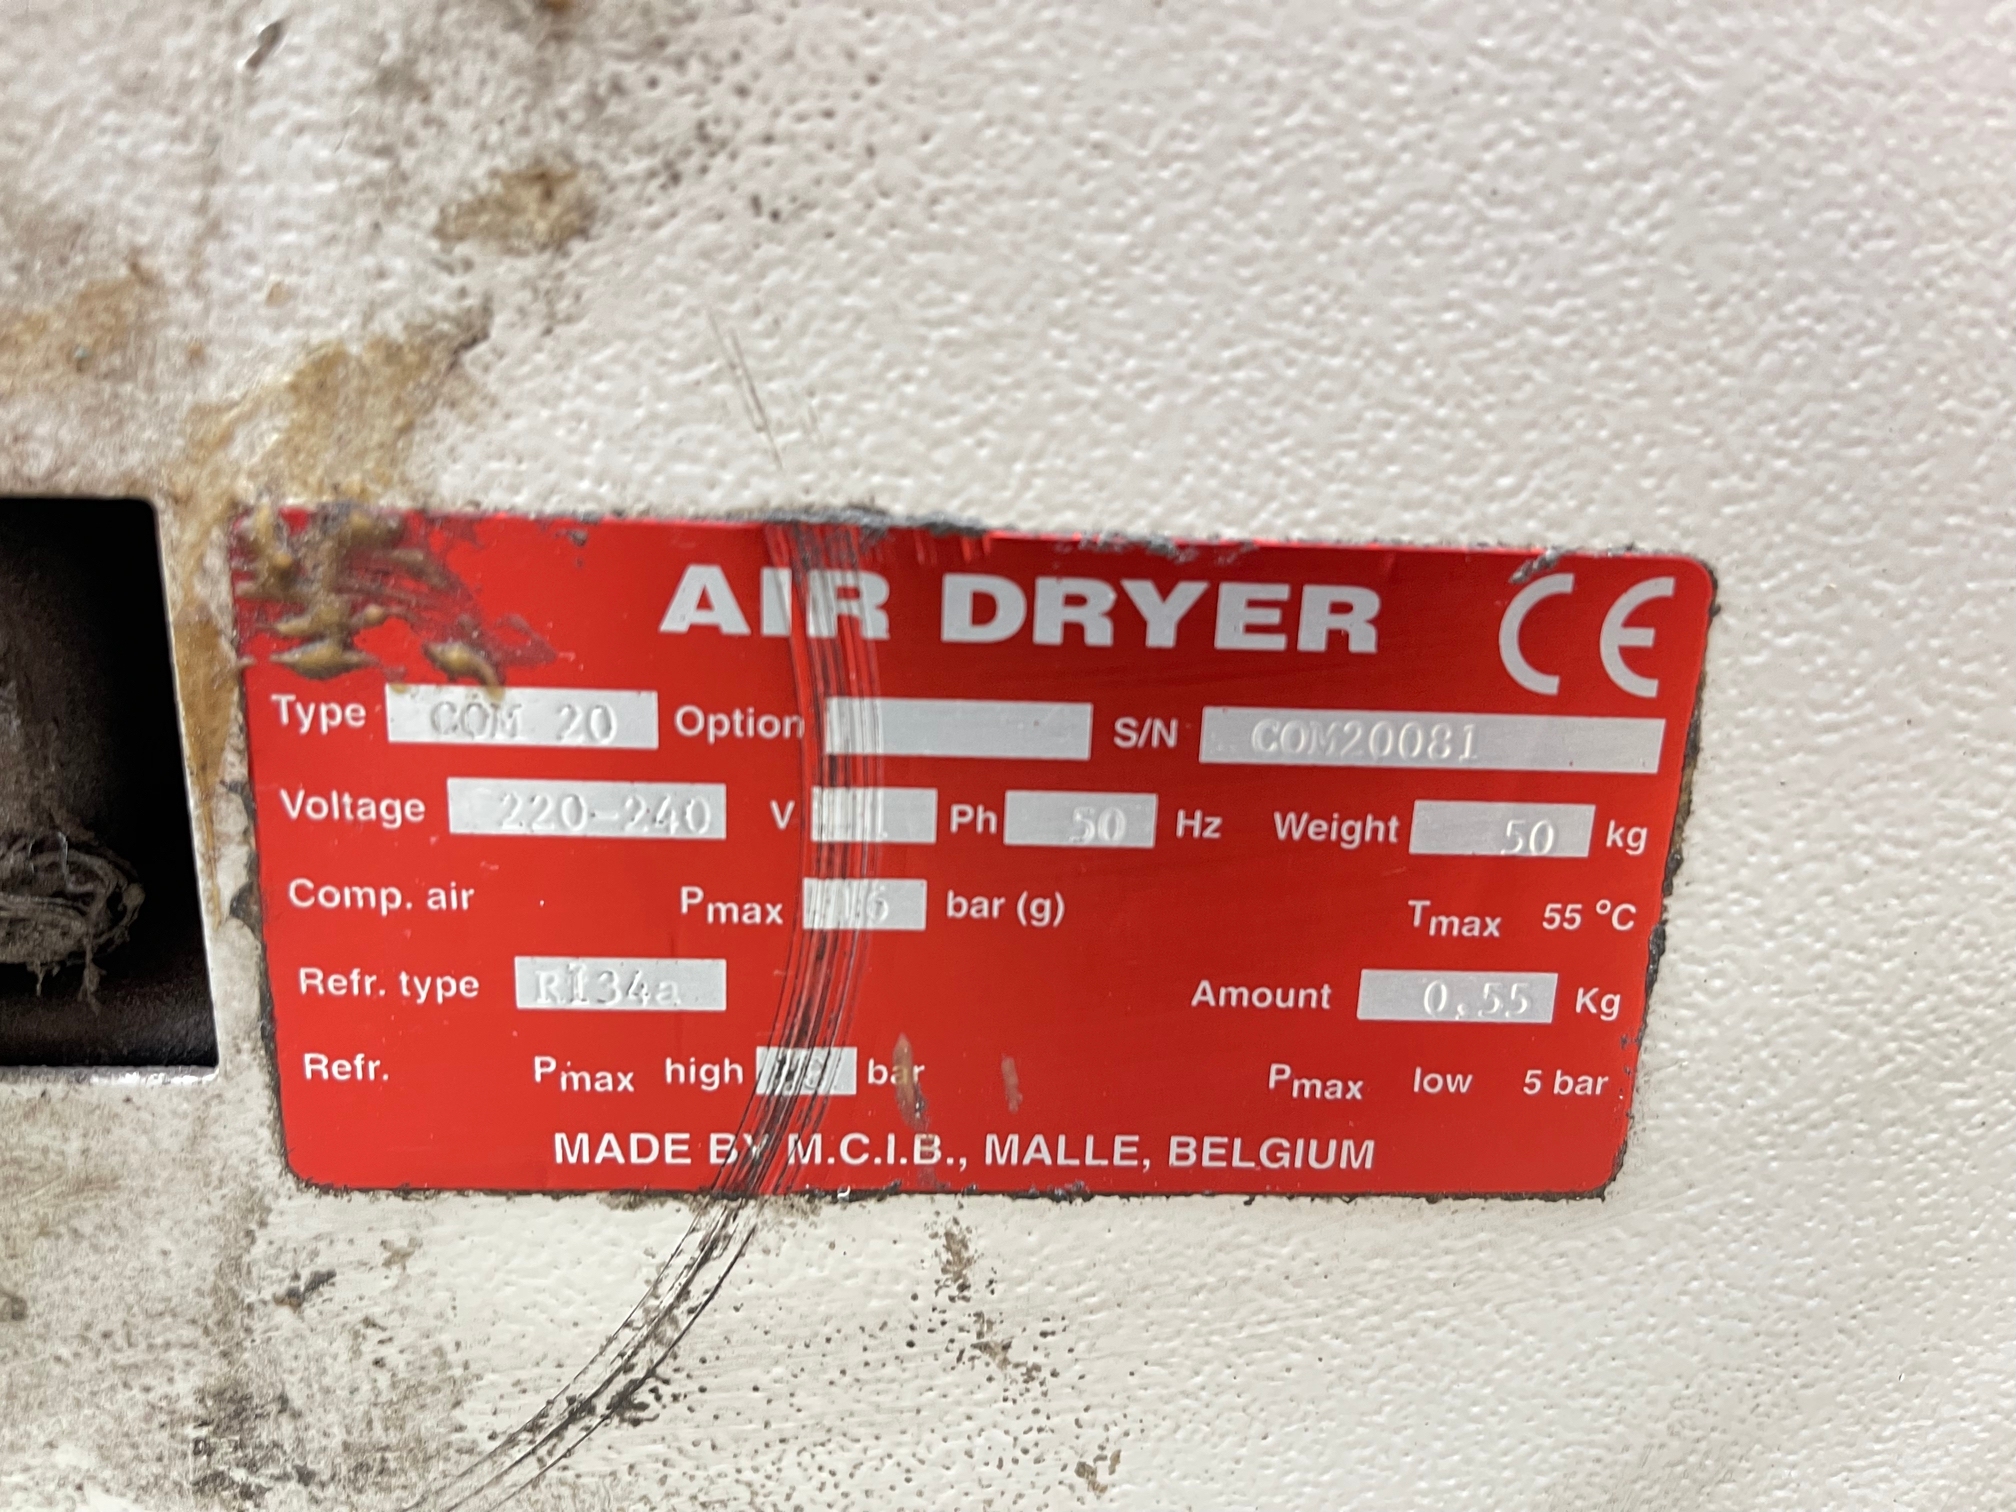 AIR DRYER CE
Type COM 20 Option S/N COM20081
Voltage 220-240 V 1 Ph 50 Hz Weight 50 kg
Comp. air Pmax 16 bar (g) Tmax 55 °C
Refr. type R134a Amount 0,55 Kg
Refr. Pmax high bar Pmax low 5 bar
MADE BY M.C.I.B., MALLE, BELGIUM